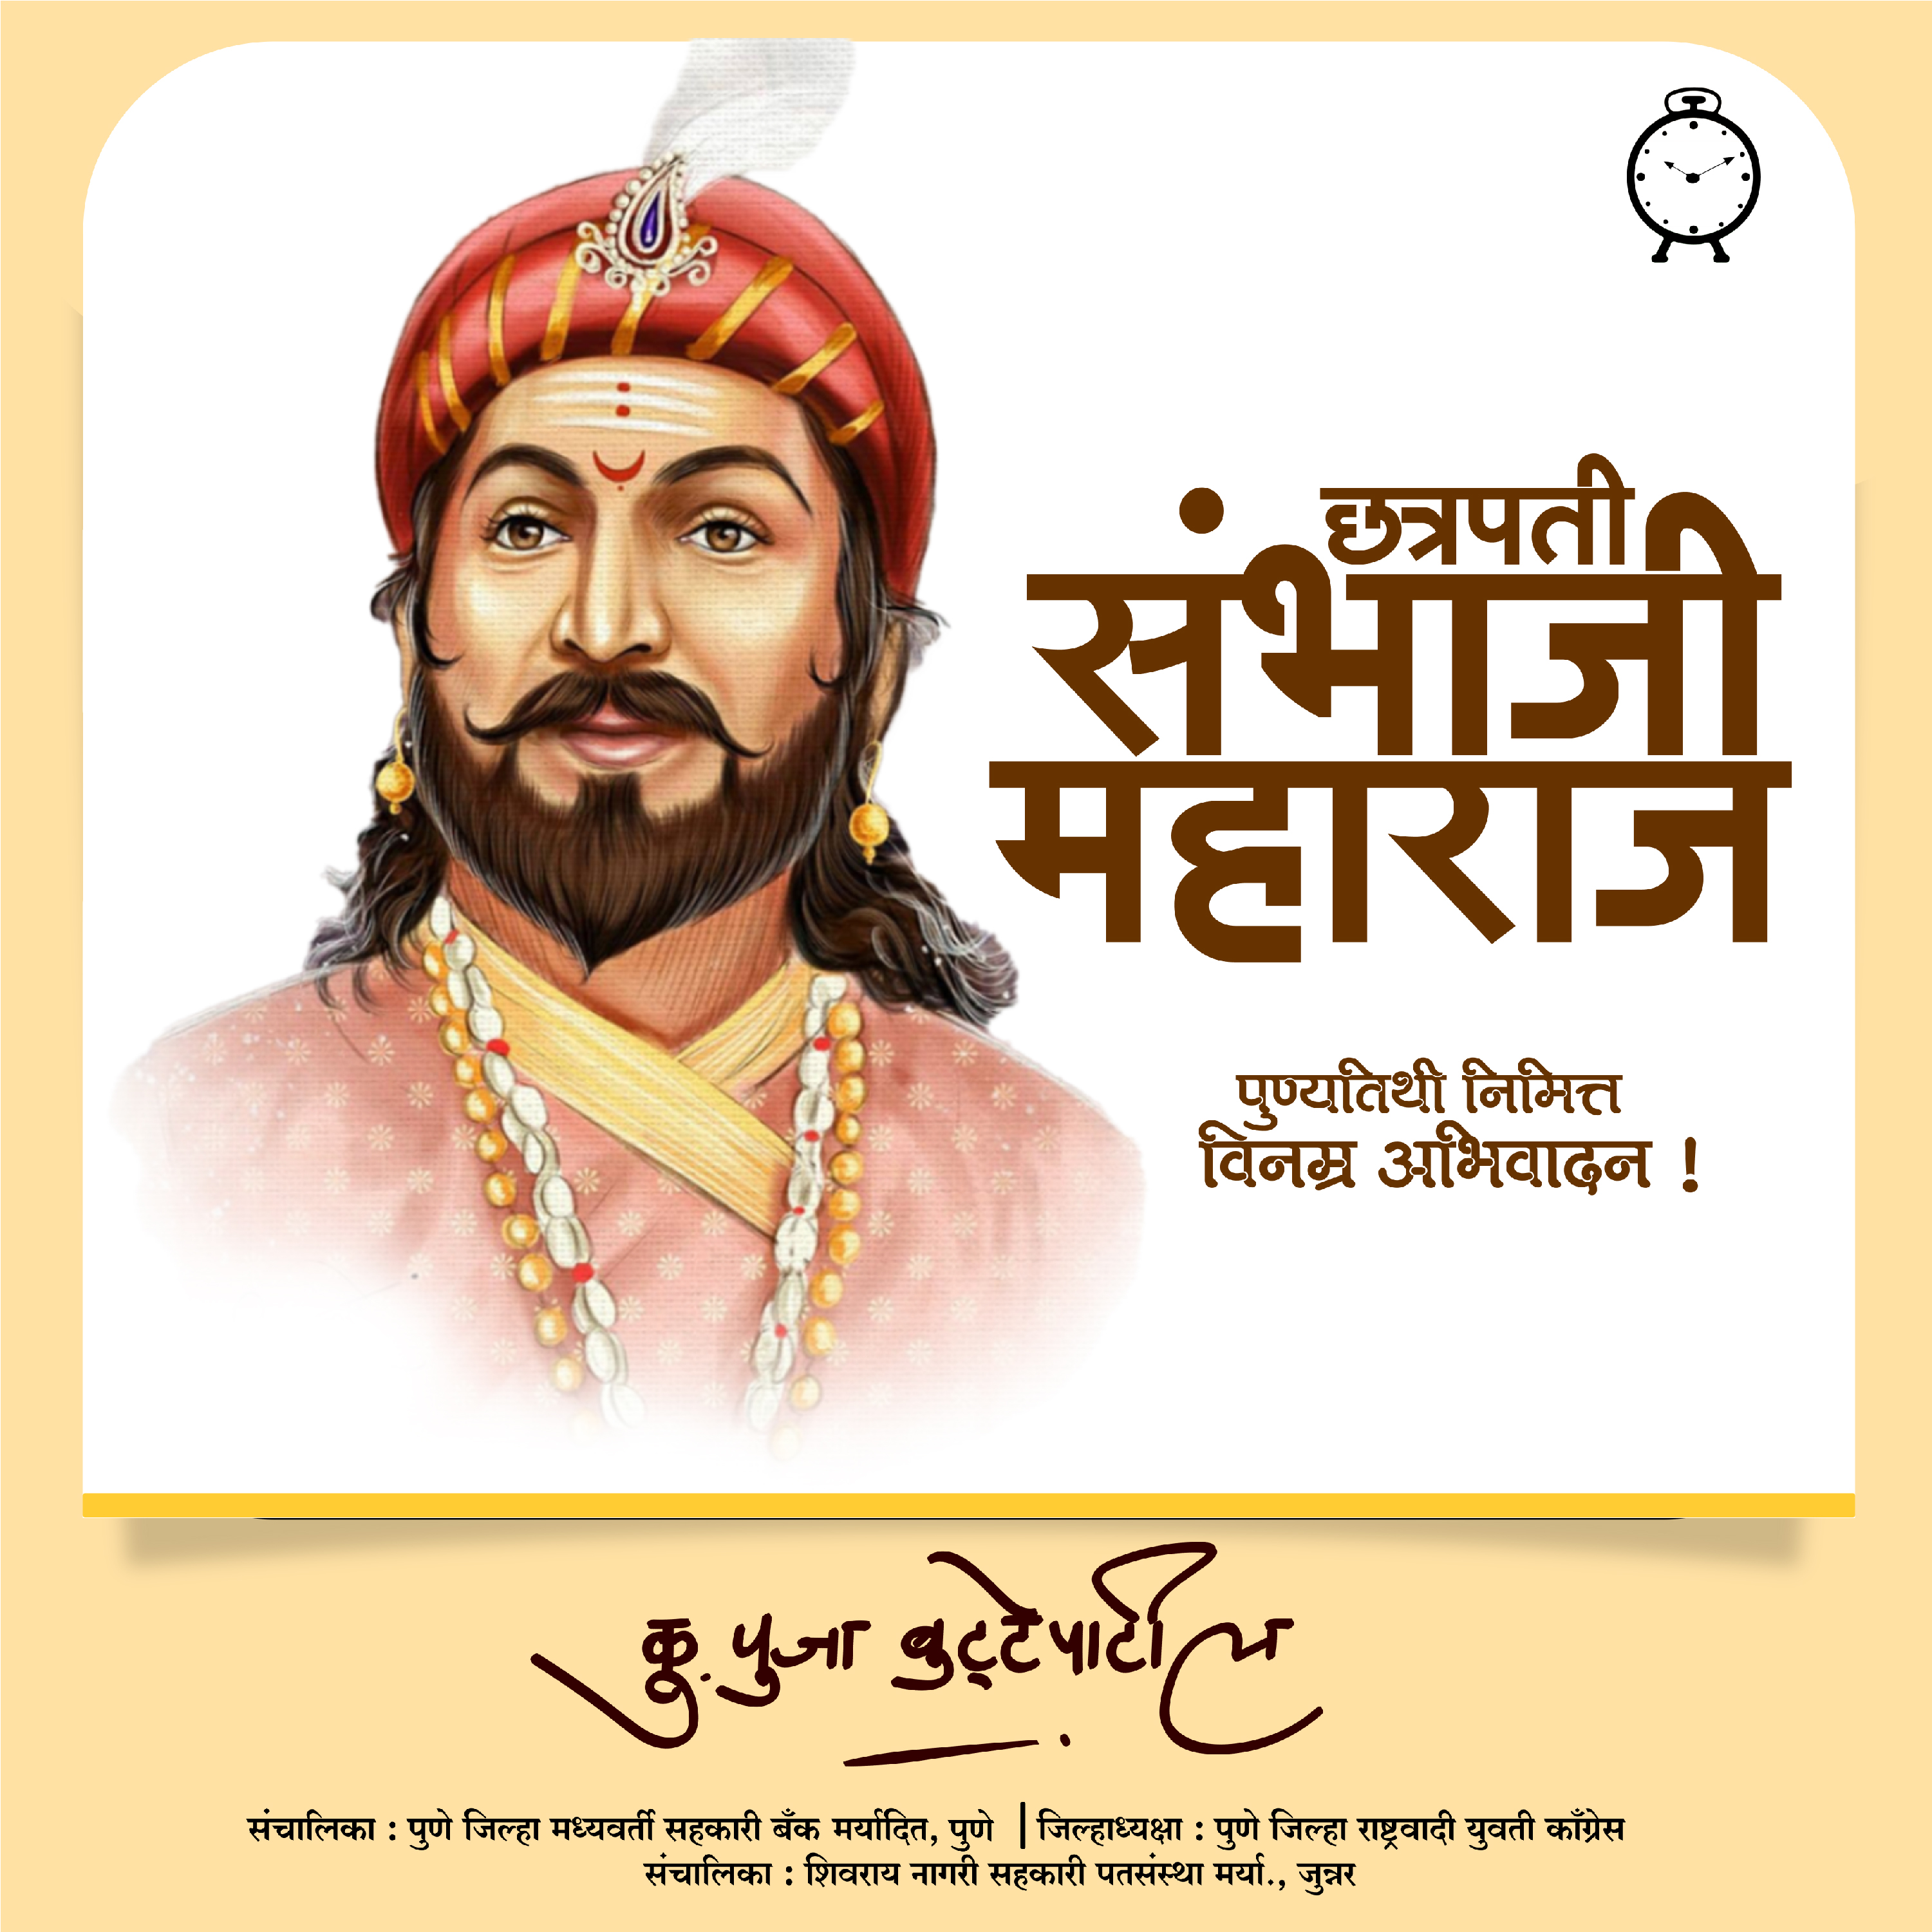 छत्रपती
संभाजी
महाराज
पुण्यतिथी निमित्त
विनम्र अभिवादन !
कु. पुजा बुट्टेपाटील
संचालिका : पुणे जिल्हा मध्यवर्ती सहकारी बँक मर्यादित, पुणे | जिल्हाध्यक्षा : पुणे जिल्हा राष्ट्रवादी युवती काँग्रेस
संचालिका : शिवराय नागरी सहकारी पतसंस्था मर्या., जुन्नर